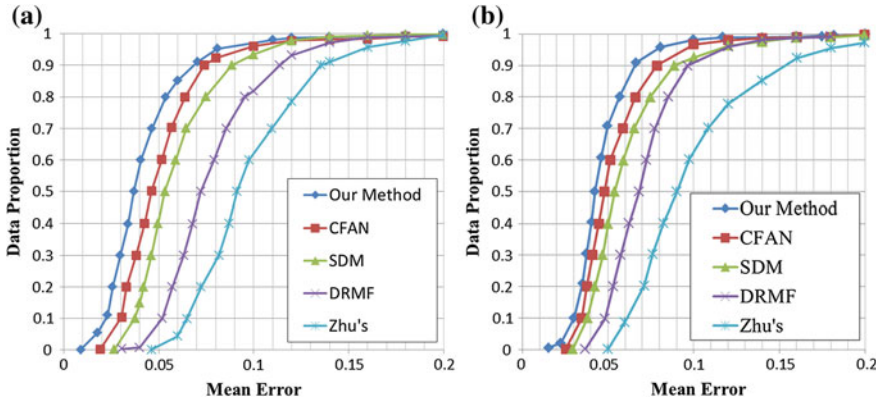 (a)
Data Proportion
1
0.9
0.8
0.7
0.6
0.5
0.4
0.3
0.2
0.1
0
0 0.05 0.1 0.15 0.2
Mean Error
Our Method
CFAN
SDM
DRMF
Zhu's
(b)
Data Proportion
1
0.9
0.8
0.7
0.6
0.5
0.4
0.3
0.2
0.1
0
0 0.05 0.1 0.15 0.2
Mean Error
Our Method
CFAN
SDM
DRMF
Zhu's